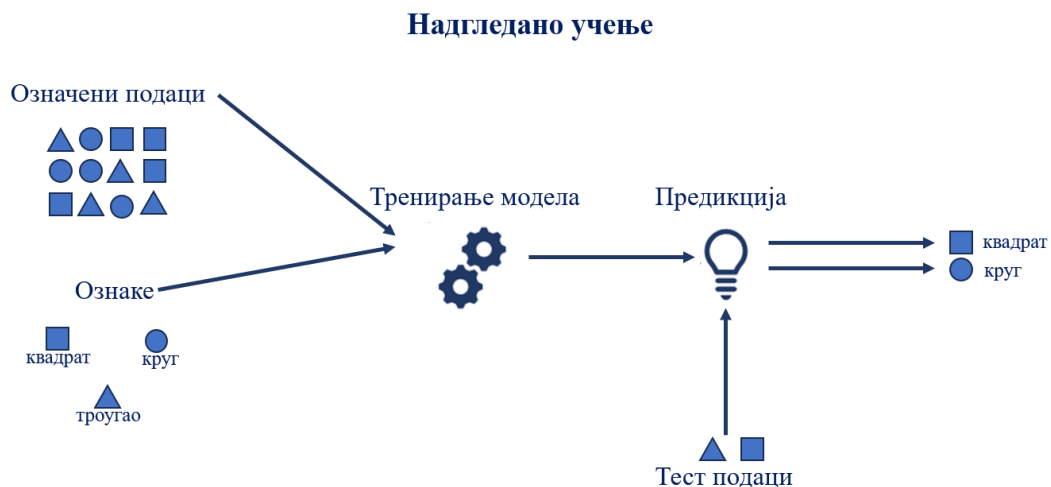 Надгледано учење
Означени подаци
Тренирање модела
Предикција
квадрат
круг
Ознаке
квадрат
круг
троугао
Тест подаци